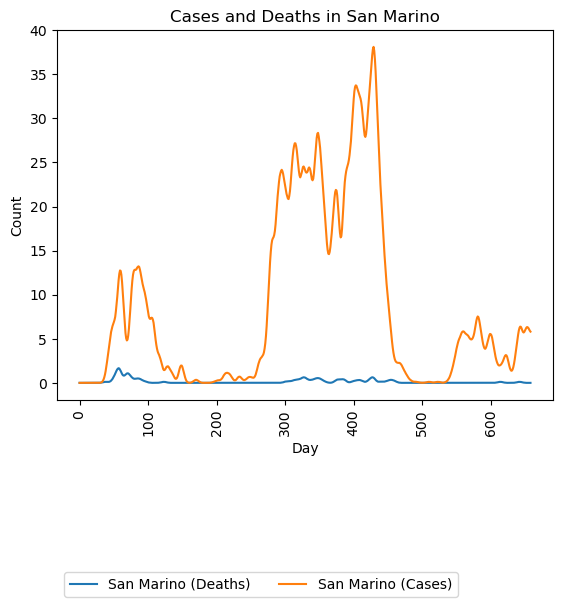 Cases and Deaths in San Marino
Count
40
35
30
25
20
15
10
5
0
0 100 200 300 400 500 600
Day
San Marino (Deaths) San Marino (Cases)